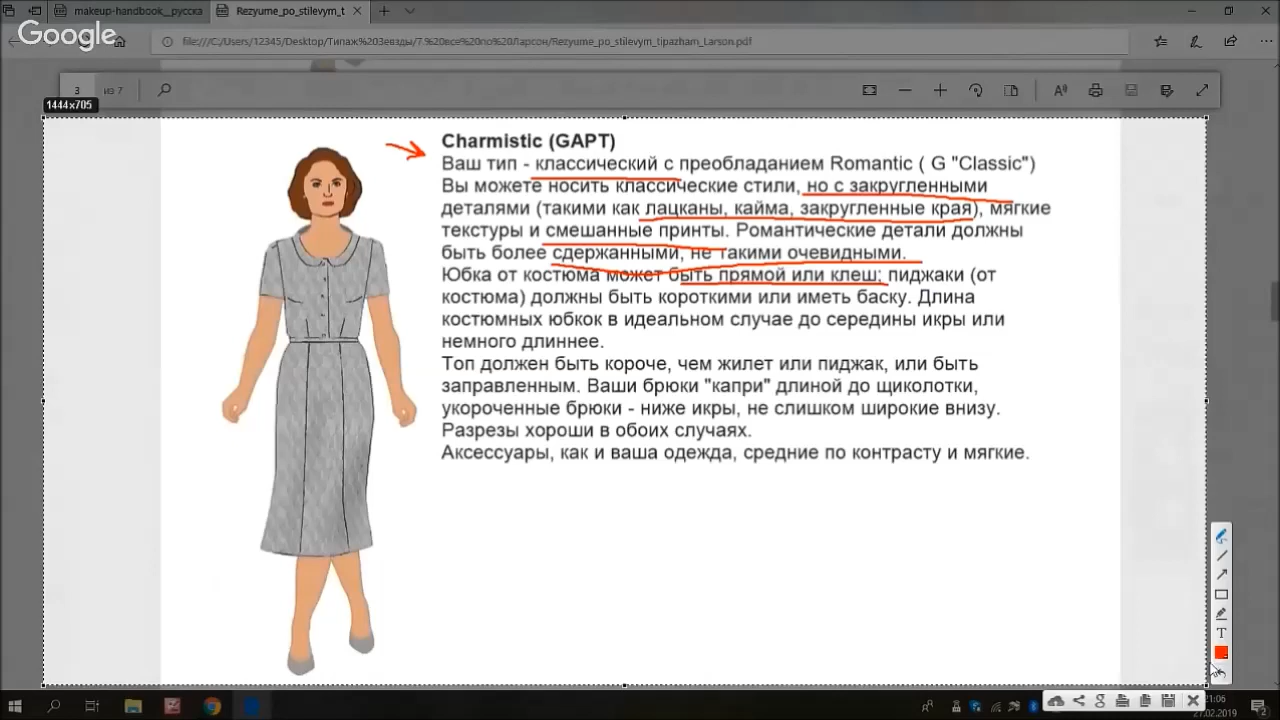 makeup-handbook__русска
Rezyume_po_stilevym_t
Google
file:///C:/Users/12345/Desktop/Типаж%20звезды/7.%20все%20по%20Ларсон/Rezyume_po_stilevym_tipazham_Larson.pdf
3 из 7
1444x705
Charmistic (GAPT)
Ваш тип - классический с преобладанием Romantic ( G "Classic")
Вы можете носить классические стили, но с закругленными
деталями (такими как лацканы, кайма, закругленные края), мягкие
текстуры и смешанные принты. Романтические детали должны
быть более сдержанными, не такими очевидными.
Юбка от костюма может быть прямой или клеш; пиджаки (от
костюма) должны быть короткими или иметь баску. Длина
костюмных юбкок в идеальном случае до середины икры или
немного длиннее.
Топ должен быть короче, чем жилет или пиджак, или быть
заправленным. Ваши брюки "капри" длиной до щиколотки,
укороченные брюки - ниже икры, не слишком широкие внизу.
Разрезы хороши в обоих случаях.
Аксессуары, как и ваша одежда, средние по контрасту и мягкие.
T
21:06
27.02.2019